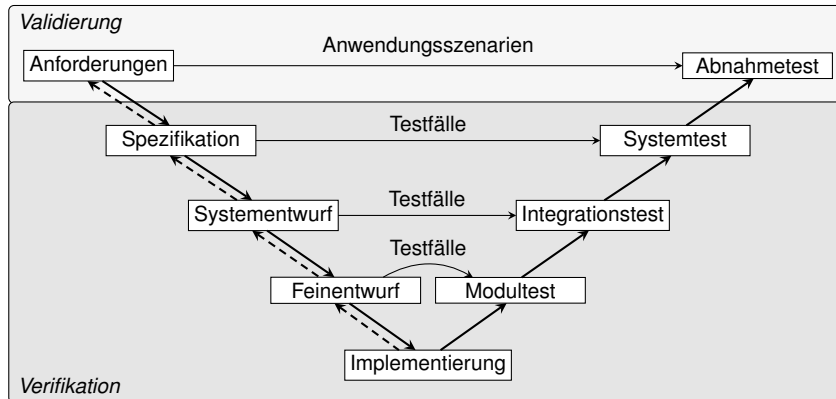 Validierung
Anwendungsszenarien
Anforderungen
Abnahmetest
Testfälle
Spezifikation
Systemtest
Testfälle
Systementwurf
Integrationstest
Testfälle
Feinentwurf
Modultest
Implementierung
Verifikation